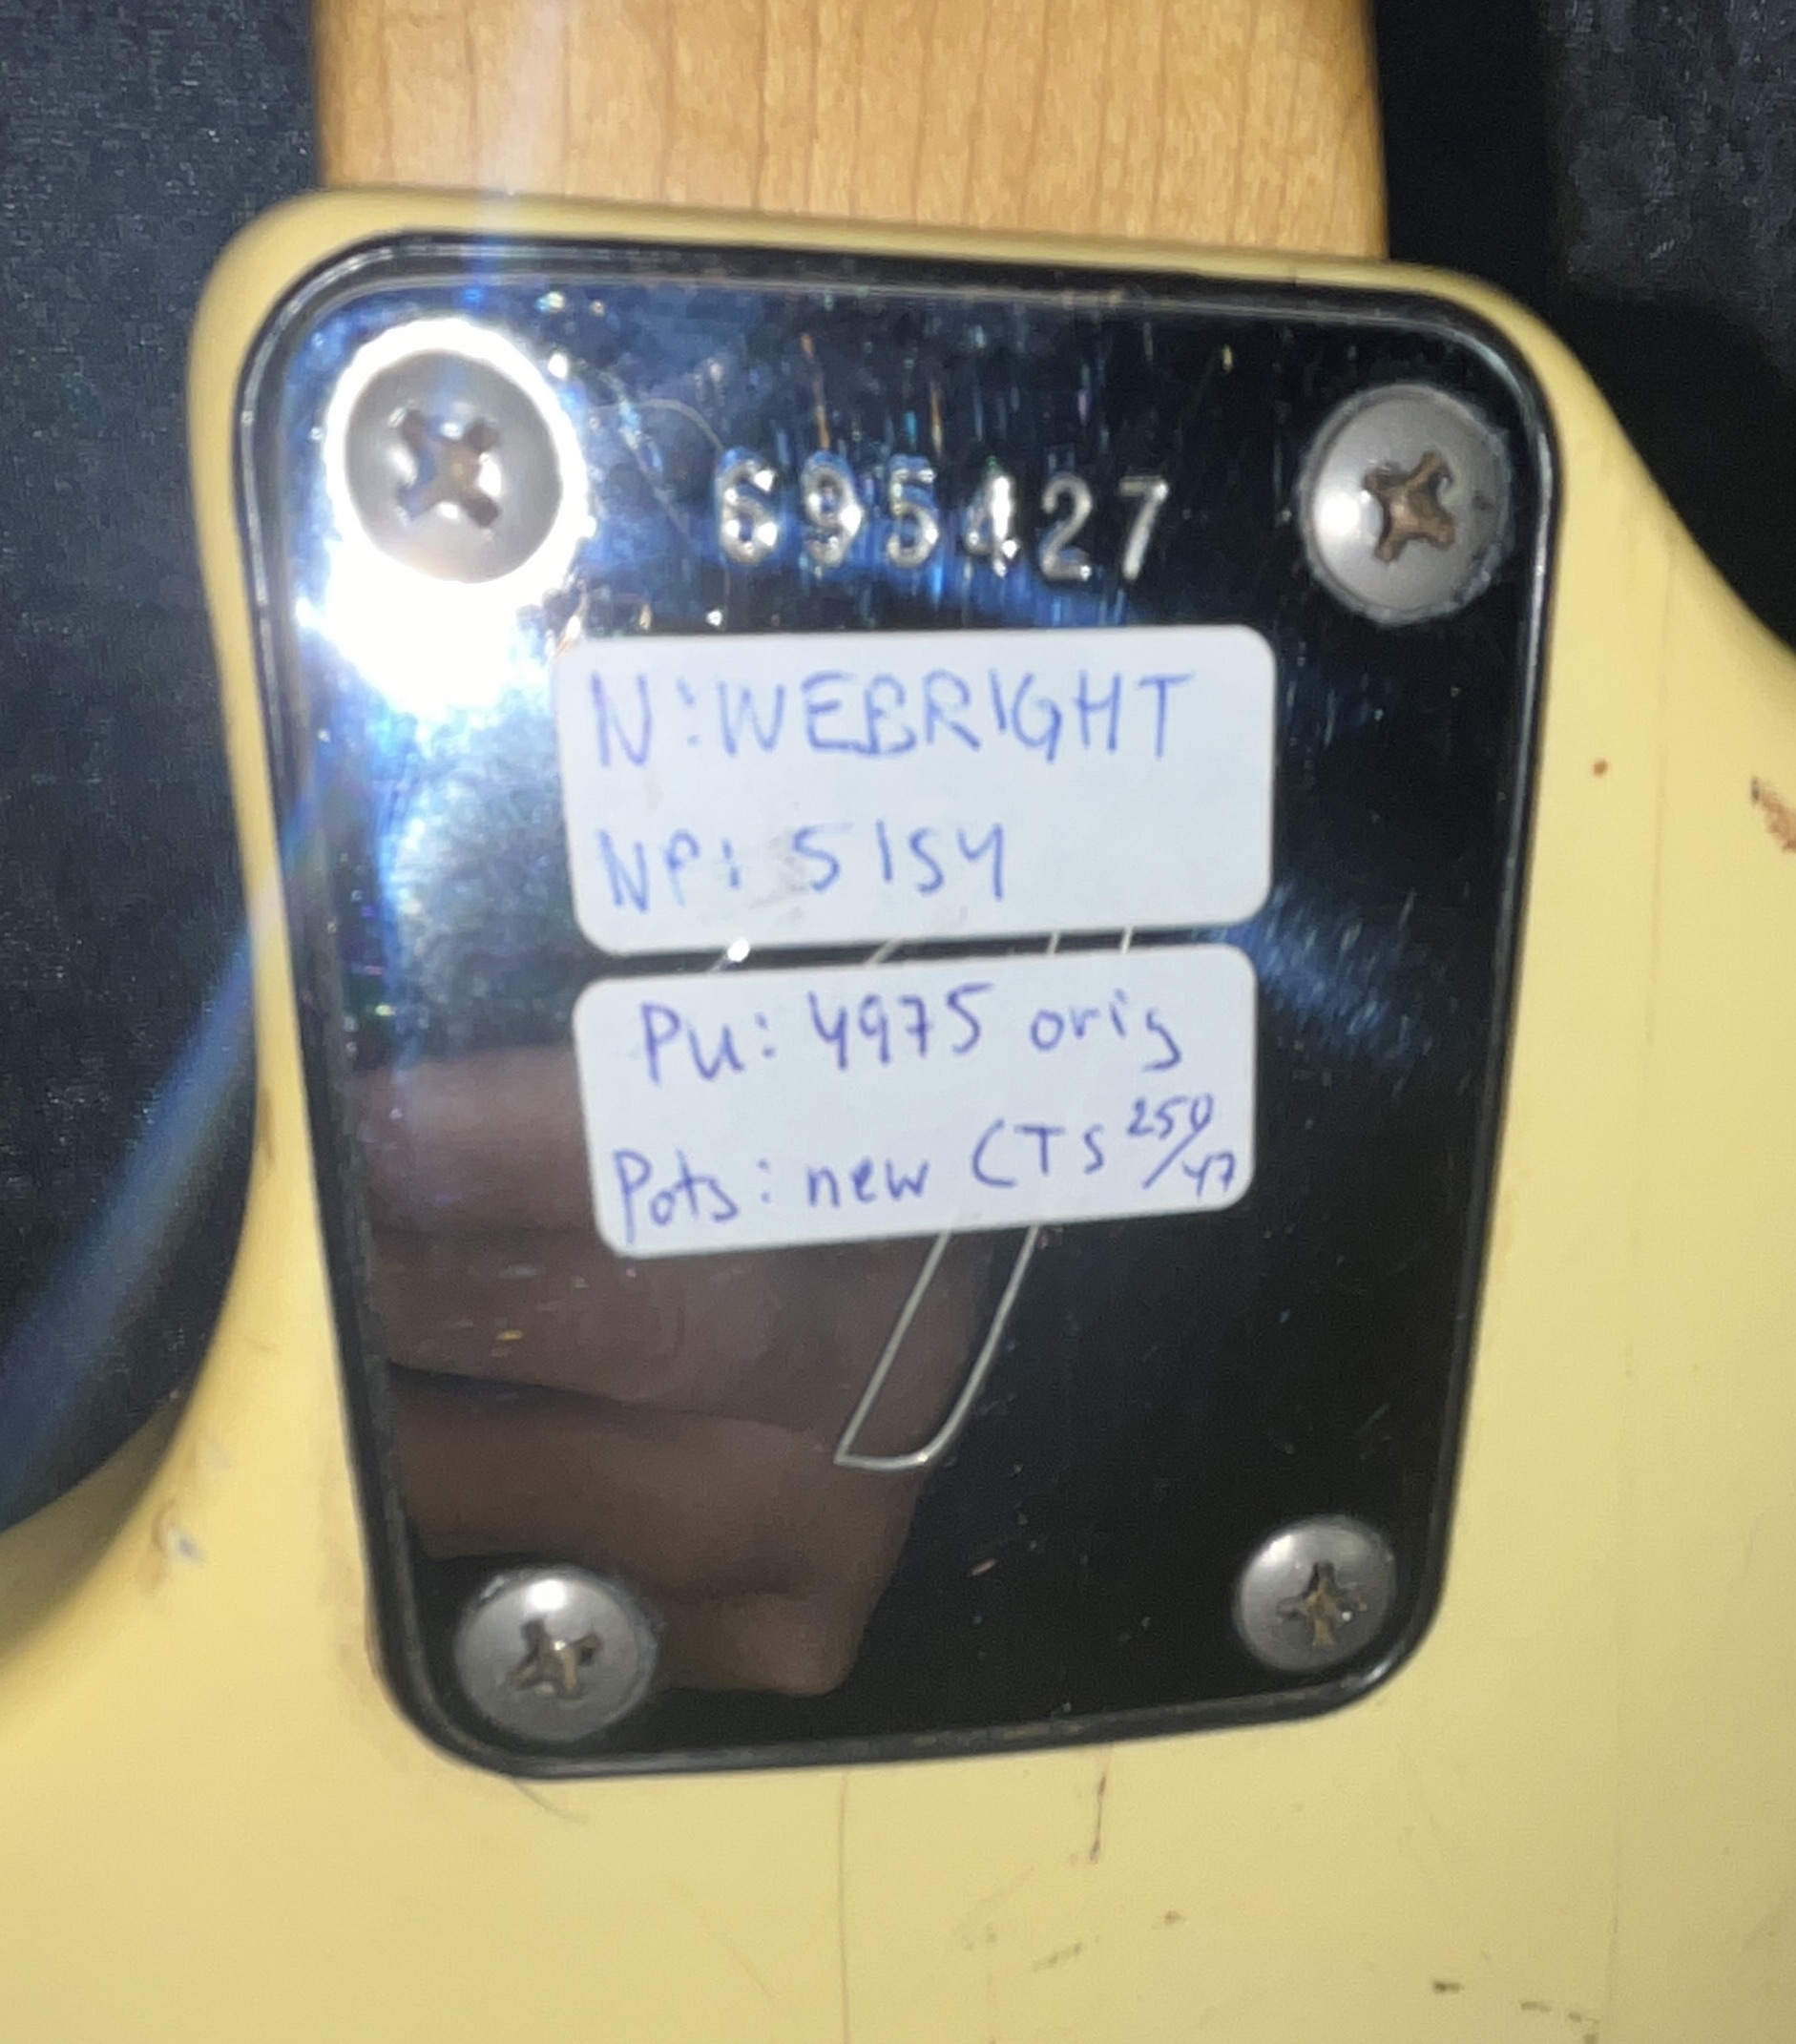 695427
N:WEBRIGHT
NP: 5154
Pu: 4975 orig
Pots: new CTS 250/47